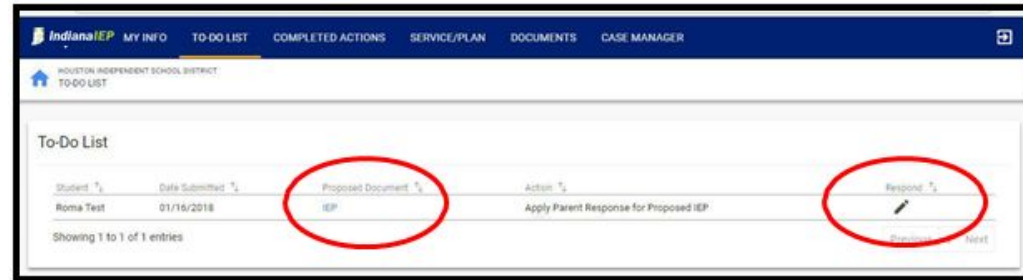 IndianaIEP MY INFO TO-DO LIST COMPLETED ACTIONS SERVICE/PLAN DOCUMENTS CASE MANAGER
HOUSTON INDEPENDENT SCHOOL DISTRICT
TO-DO LIST
To-Do List
Student Date Submitted Proposed Document Action Respond
Roma Test 01/16/2018 IEP Apply Parent Response for Proposed IEP
Showing 1 to 1 of 1 entries Previous Next